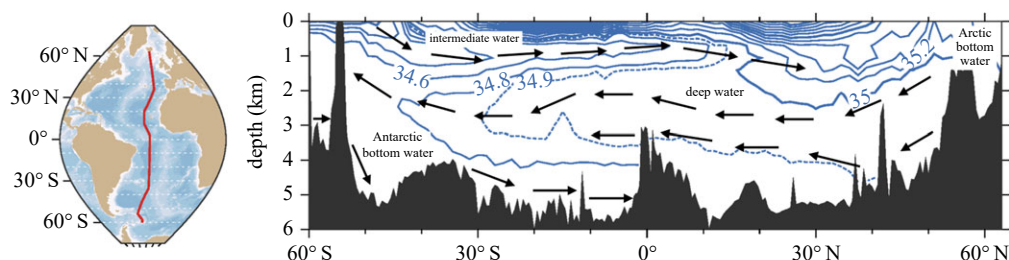 60° N
30° N
0°
30° S
60° S
depth (km)
0
1
2
3
4
5
6
intermediate water
Arctic
bottom
water
34.6
34.8
34.9
35.2
35
deep water
Antarctic
bottom water
60° S
30° S
0°
30° N
60° N